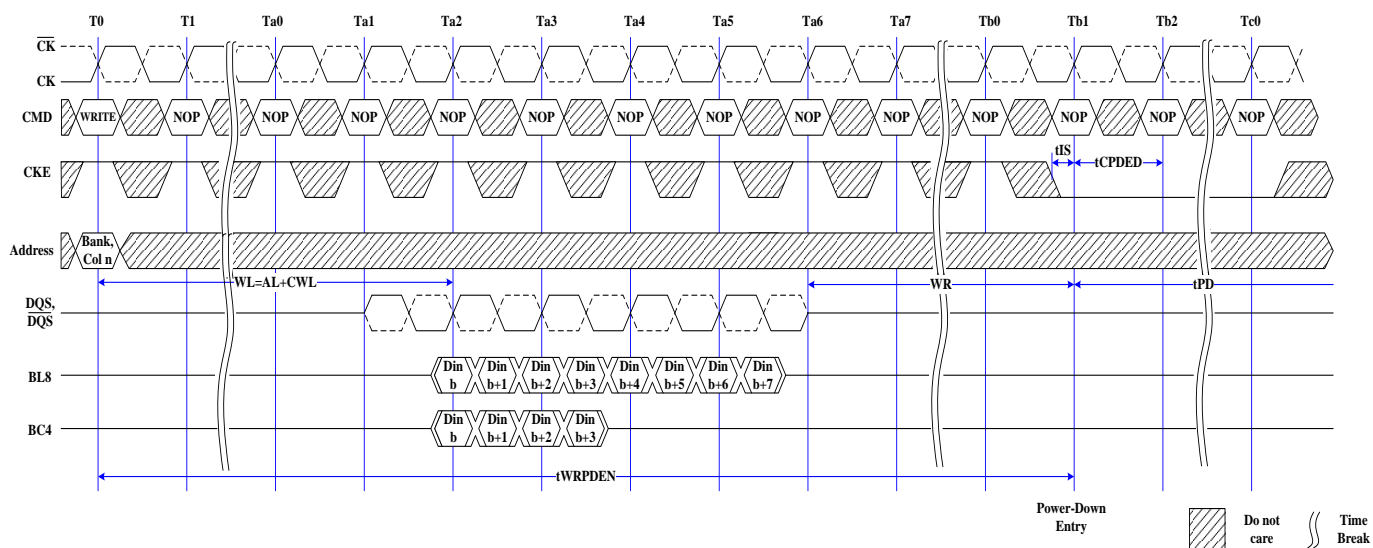 T0 T1 Ta0 Ta1 Ta2 Ta3 Ta4 Ta5 Ta6 Ta7 Tb0 Tb1 Tb2 Tc0
CK
CK
CMD WRITE NOP NOP NOP NOP NOP NOP NOP NOP NOP NOP NOP NOP NOP
tIS
CKE tCPDED
Address Bank,
Col n
WL=AL+CWL WR tPD
DQS,
DQS
BL8 Din b Din b+1 Din b+2 Din b+3 Din b+4 Din b+5 Din b+6 Din b+7
BC4 Din b Din b+1 Din b+2 Din b+3
tWRPDEN
Power-Down
Entry
Do not
care
Time
Break